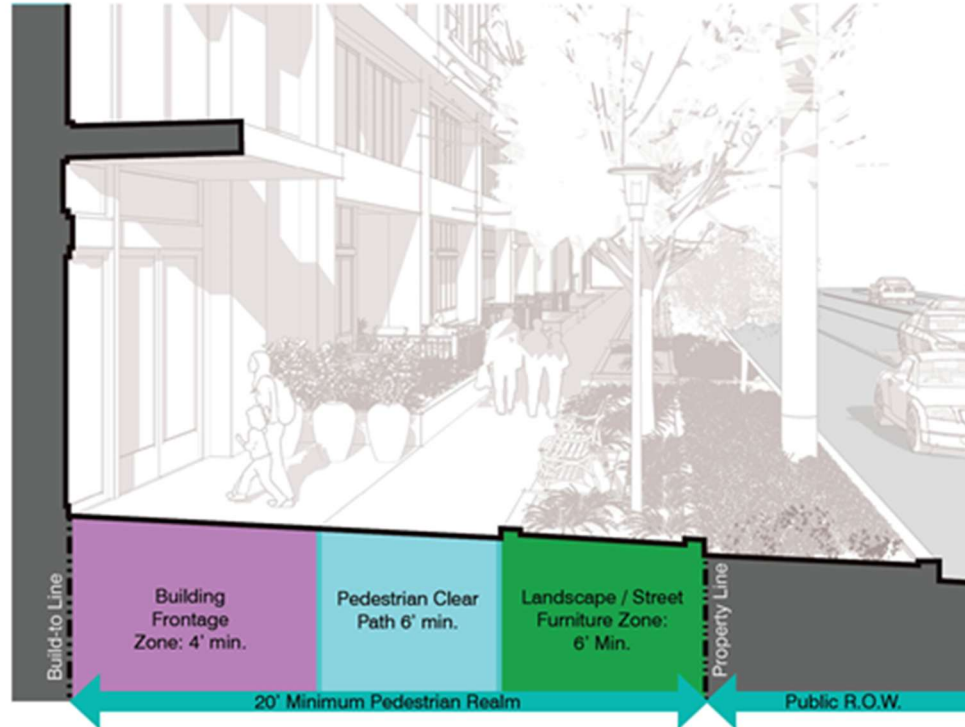 Build-to Line
Building
Frontage
Zone: 4' min.
Pedestrian Clear
Path 6' min.
Landscape / Street
Furniture Zone:
6' Min.
Property Line
20' Minimum Pedestrian Realm
Public R.O.W.